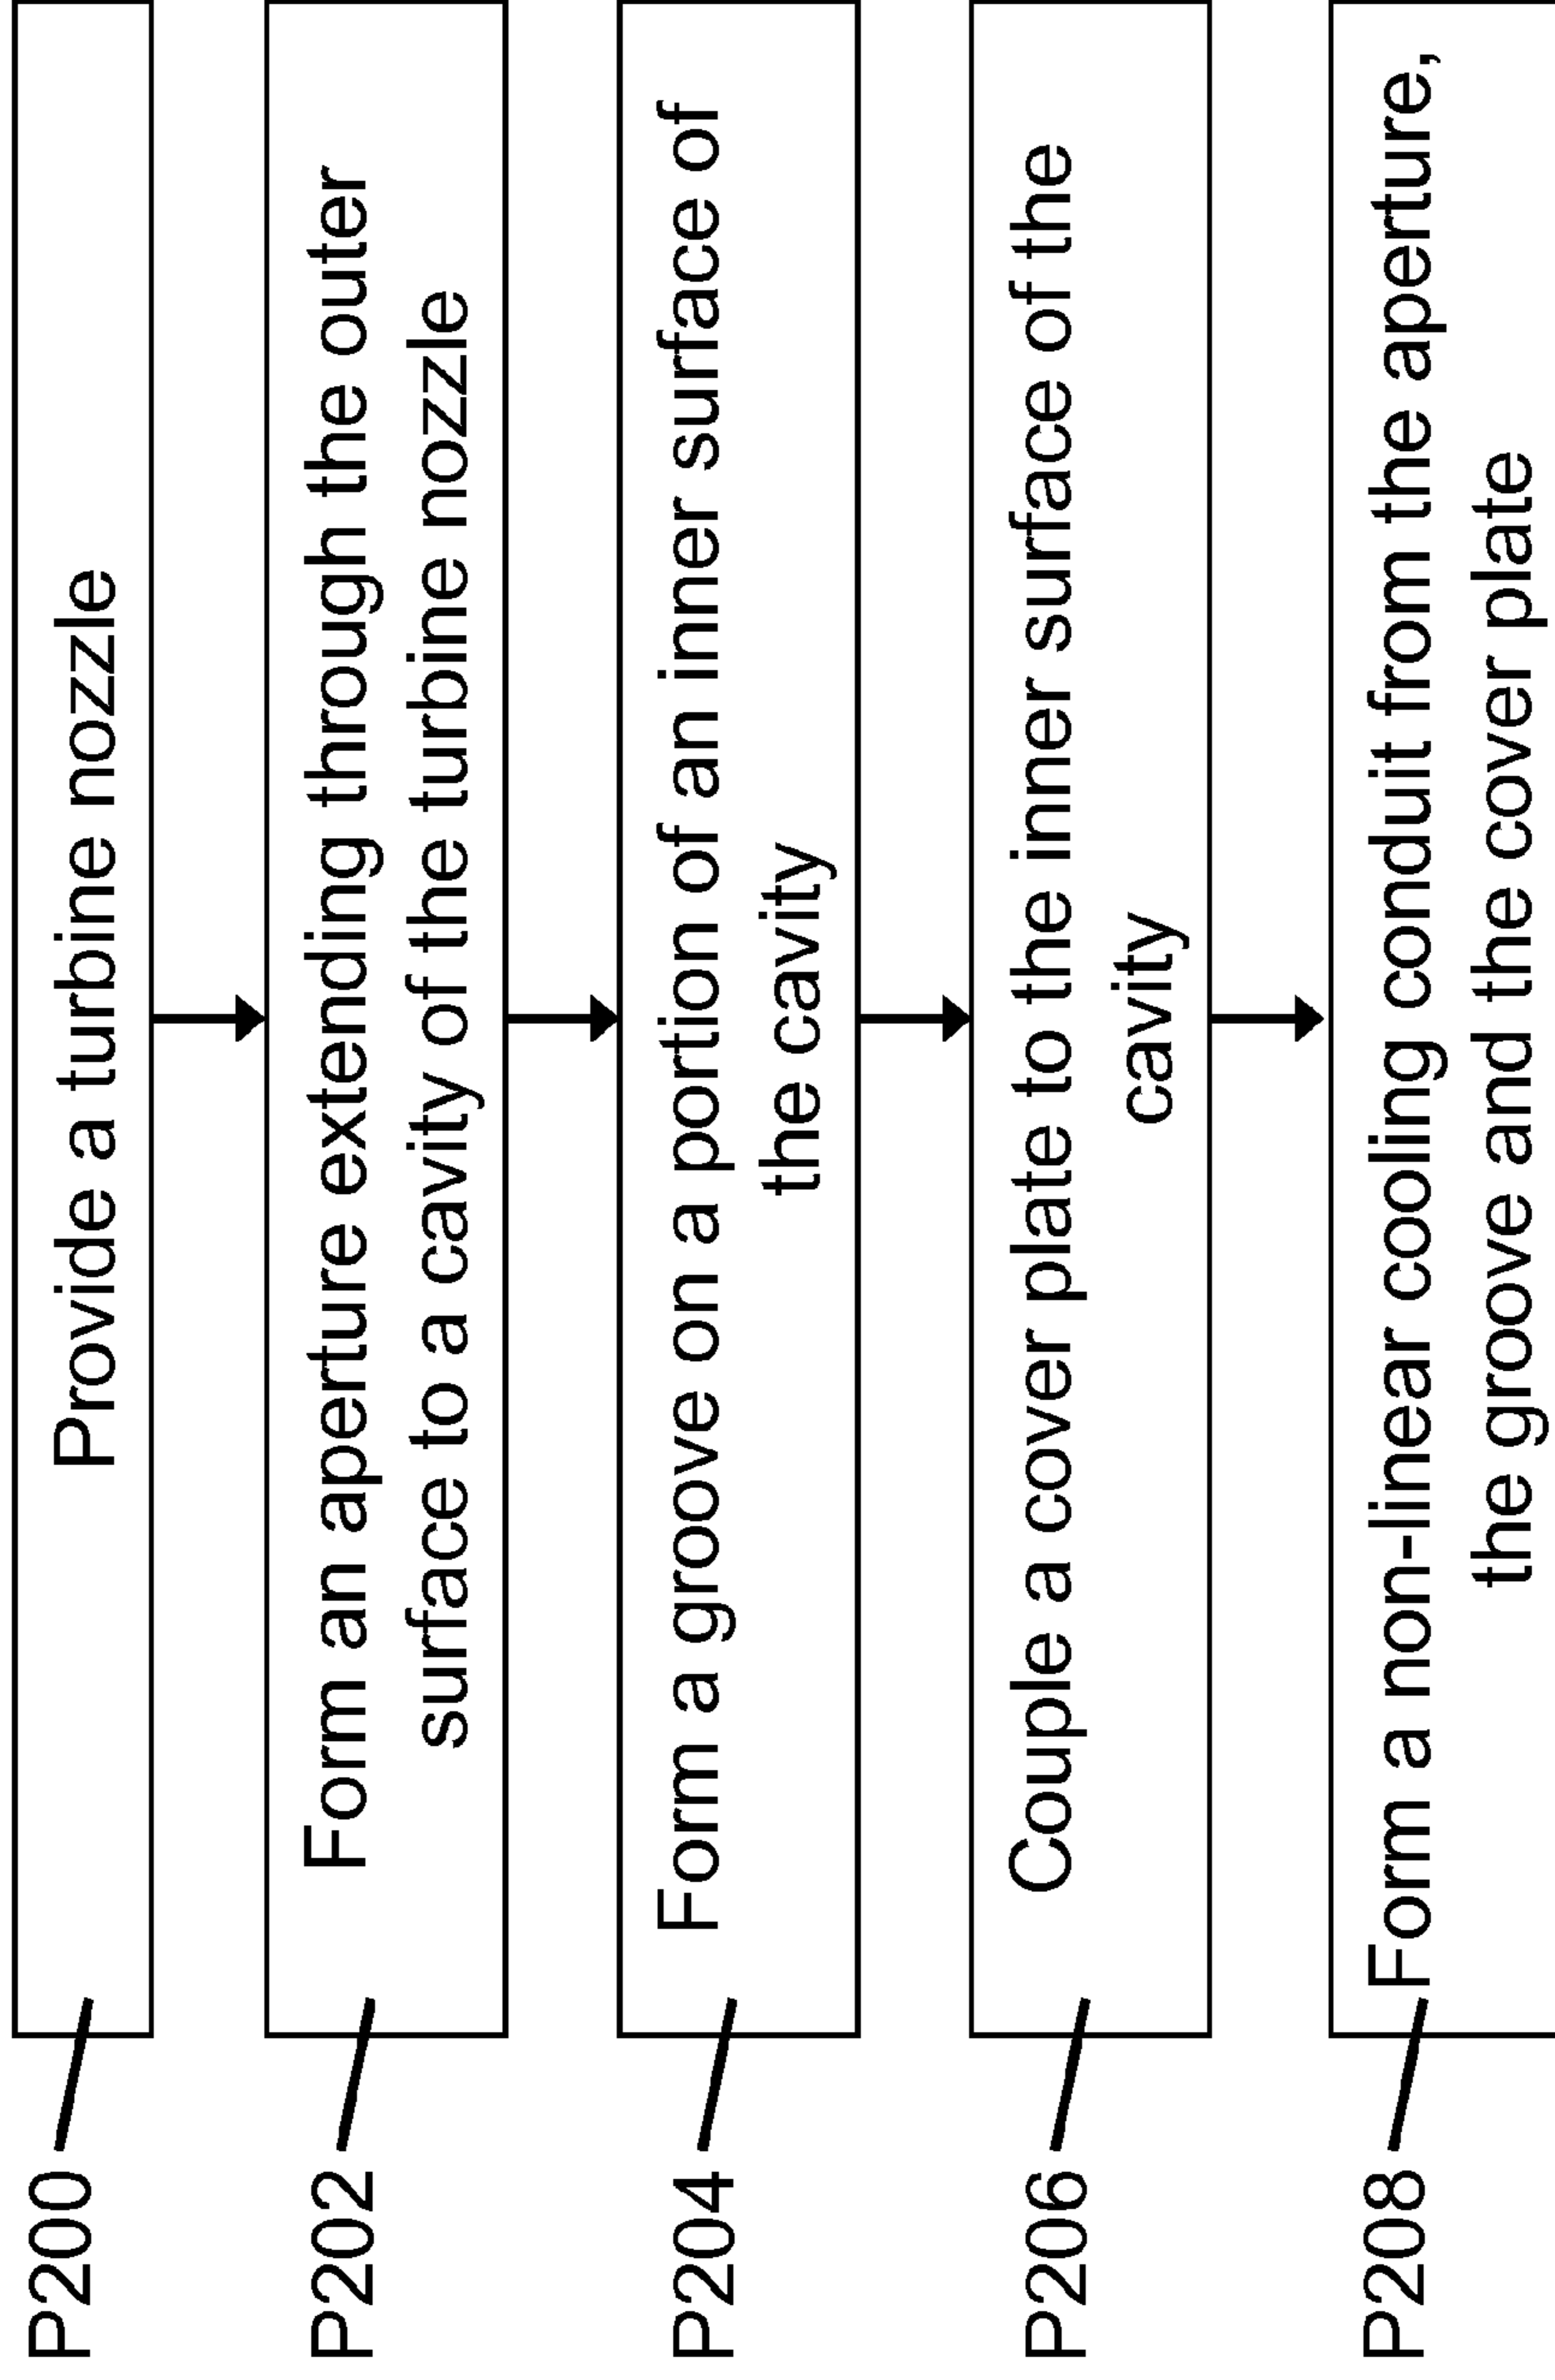 P200
Provide a turbine nozzle
P202
Form an aperture extending through the outer
surface to a cavity of the turbine nozzle
P204
Form a groove on a portion of an inner surface of
the cavity
P206
Couple a cover plate to the inner surface of the
cavity
P208
Form a non-linear cooling conduit from the aperture,
the groove and the cover plate